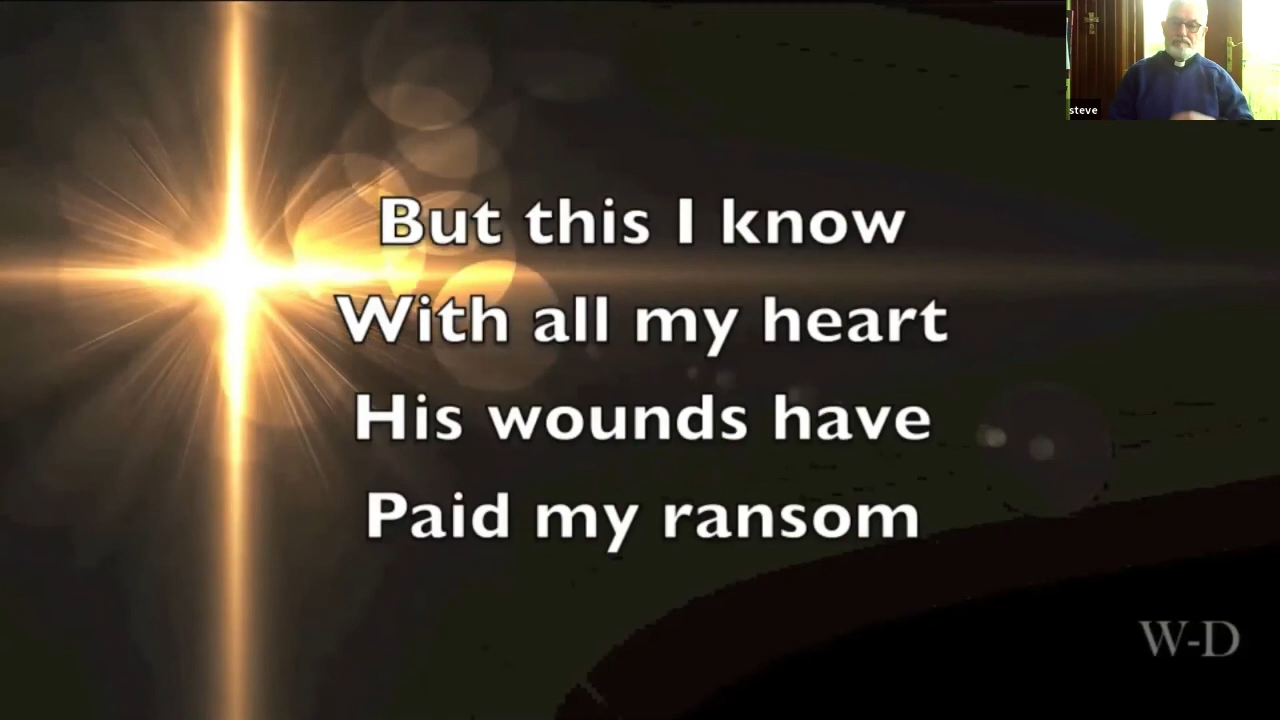 steve
But this I know
With all my heart
His wounds have
Paid my ransom
W-D